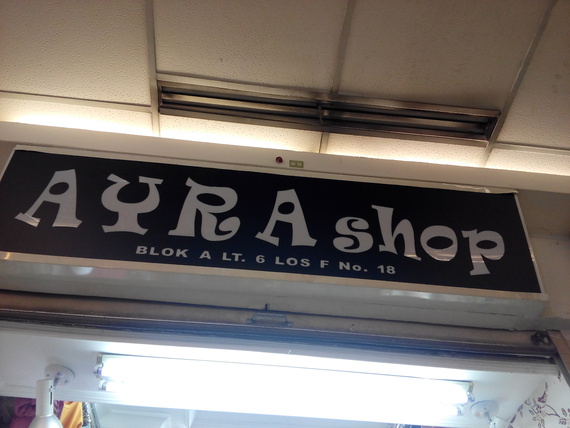 AYRA shop
BLOK A LT. 6 LOS F No. 18